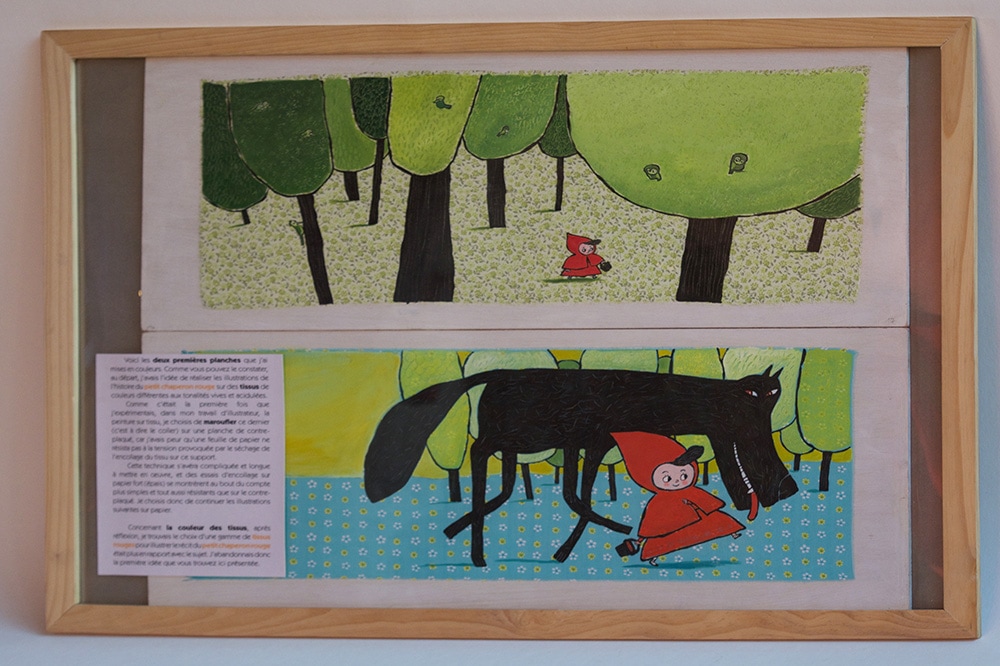 Voici les deux premières planches que j'ai
mises en couleurs. Comme vous pouvez le constater,
au départ, j'avais l'idée de réaliser les illustrations de
l'histoire du petit chaperon rouge sur des tissus de
couleurs différentes aux tonalités vives et acidulées.
Comme c'était la première fois que
j'expérimentais, dans mon travail d'illustrateur, la
peinture sur tissu, je choisis de maroufler ce dernier
(c'est à dire le coller) sur une planche de contre-
plaqué, car j'avais peur qu'une feuille de papier ne
résiste pas à la tension provoquée par le séchage de
l'encollage du tissu sur ce support.
Cette technique s'avéra compliquée et longue
à mettre en œuvre, et des essais d'encollage sur
papier fort (épais) se montrèrent au bout du compte
plus simples et tout aussi résistants que sur le contre-
plaqué. Je choisis donc de continuer les illustrations
suivantes sur papier.
Concernant la couleur des tissus, après
réflexion, je trouvais le choix d'une gamme de tissus
rouges pour illustrer le récit du petit chaperon rouge
était plus en rapport avec le sujet. J'abandonnais donc
la première idée que vous trouvez ici présentée.